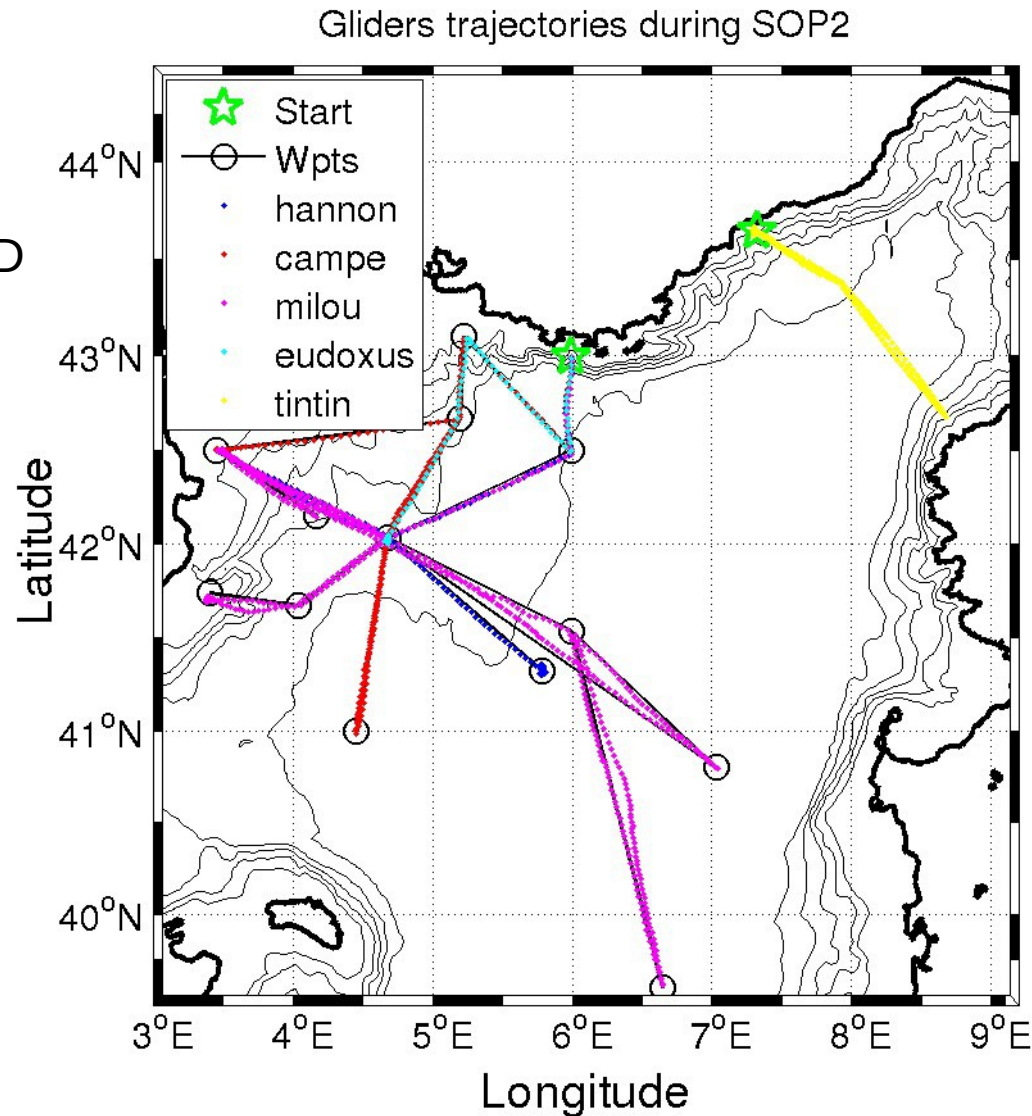 Gliders trajectories during SOP2
D
Start
Wpts
hannon
campe
milou
eudoxus
tintin
44°N
43°N
42°N
41°N
40°N
Latitude
3°E 4°E 5°E 6°E 7°E 8°E 9°E
Longitude